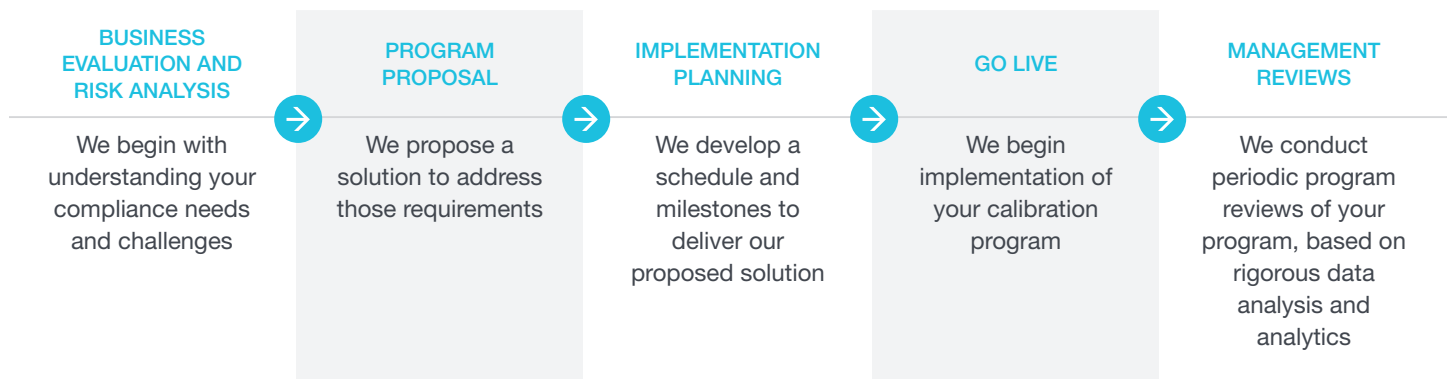 BUSINESS
EVALUATION AND
RISK ANALYSIS
We begin with
understanding your
compliance needs
and challenges
PROGRAM
PROPOSAL
We propose a
solution to address
those requirements
IMPLEMENTATION
PLANNING
We develop a
schedule and
milestones to
deliver our
proposed solution
GO LIVE
We begin
implementation of
your calibration
program
MANAGEMENT
REVIEWS
We conduct
periodic program
reviews of your
program, based on
rigorous data
analysis and
analytics